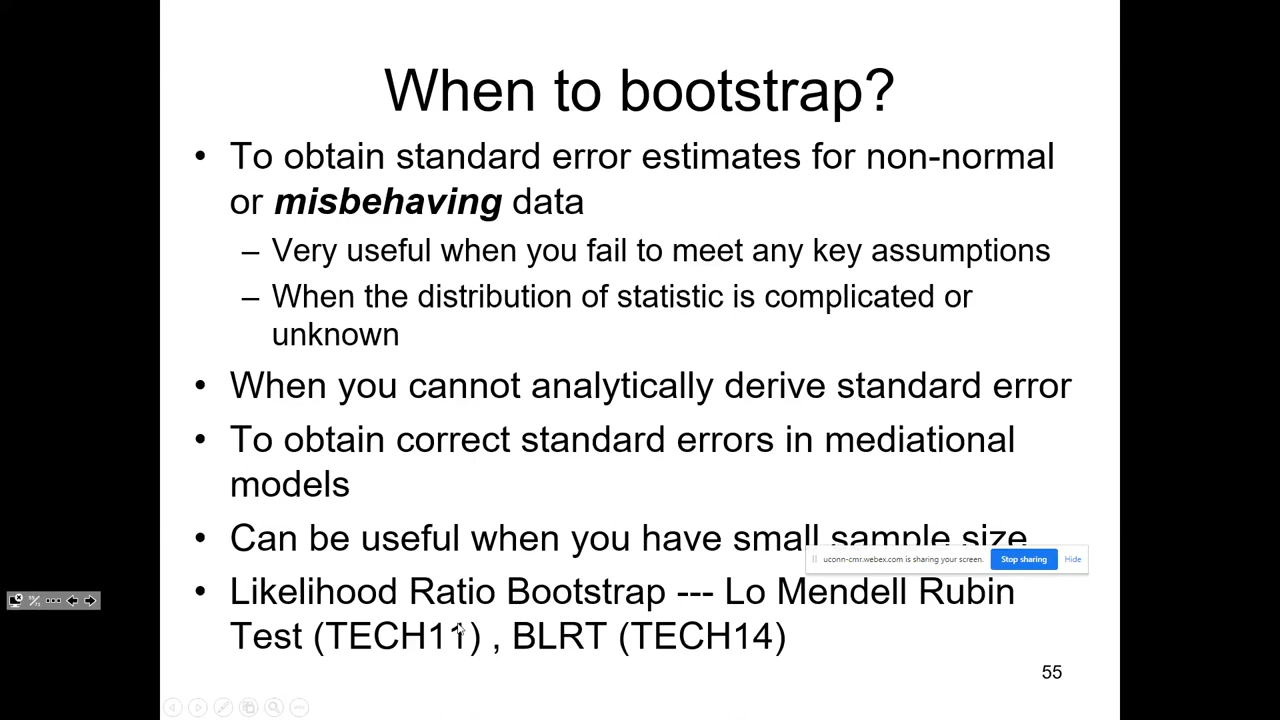 When to bootstrap?
• To obtain standard error estimates for non-normal
or misbehaving data
– Very useful when you fail to meet any key assumptions
– When the distribution of statistic is complicated or
unknown
• When you cannot analytically derive standard error
• To obtain correct standard errors in mediational
models
• Can be useful when you have small sample size
uconn-cmr.webex.com is sharing your screen. Stop sharing Hide
• Likelihood Ratio Bootstrap --- Lo Mendell Rubin
Test (TECH11) , BLRT (TECH14)
55